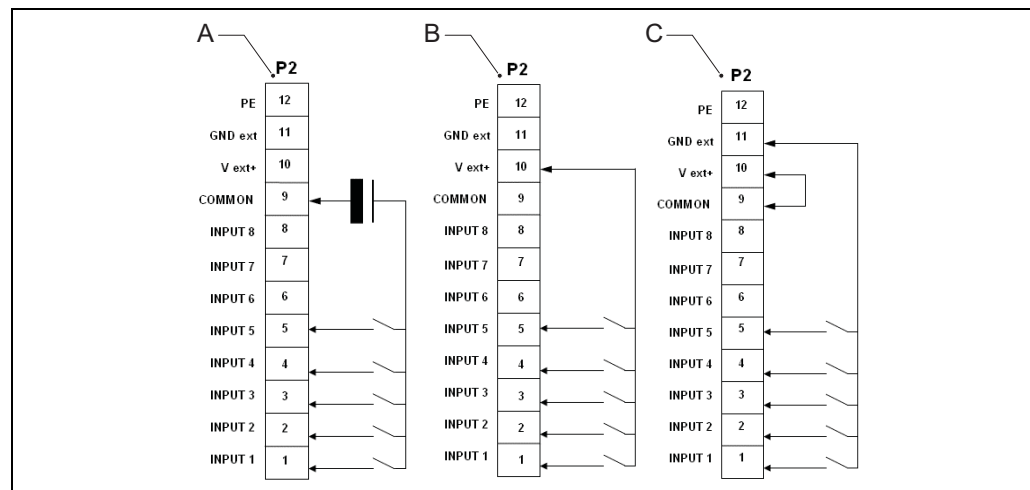 A
P2
PE 12
GND ext 11
V ext+ 10
COMMON 9
INPUT 8 8
INPUT 7 7
INPUT 6 6
INPUT 5 5
INPUT 4 4
INPUT 3 3
INPUT 2 2
INPUT 1 1
B
P2
PE 12
GND ext 11
V ext+ 10
COMMON 9
INPUT 8 8
INPUT 7 7
INPUT 6 6
INPUT 5 5
INPUT 4 4
INPUT 3 3
INPUT 2 2
INPUT 1 1
C
P2
PE 12
GND ext 11
V ext+ 10
COMMON 9
INPUT 8 8
INPUT 7 7
INPUT 6 6
INPUT 5 5
INPUT 4 4
INPUT 3 3
INPUT 2 2
INPUT 1 1